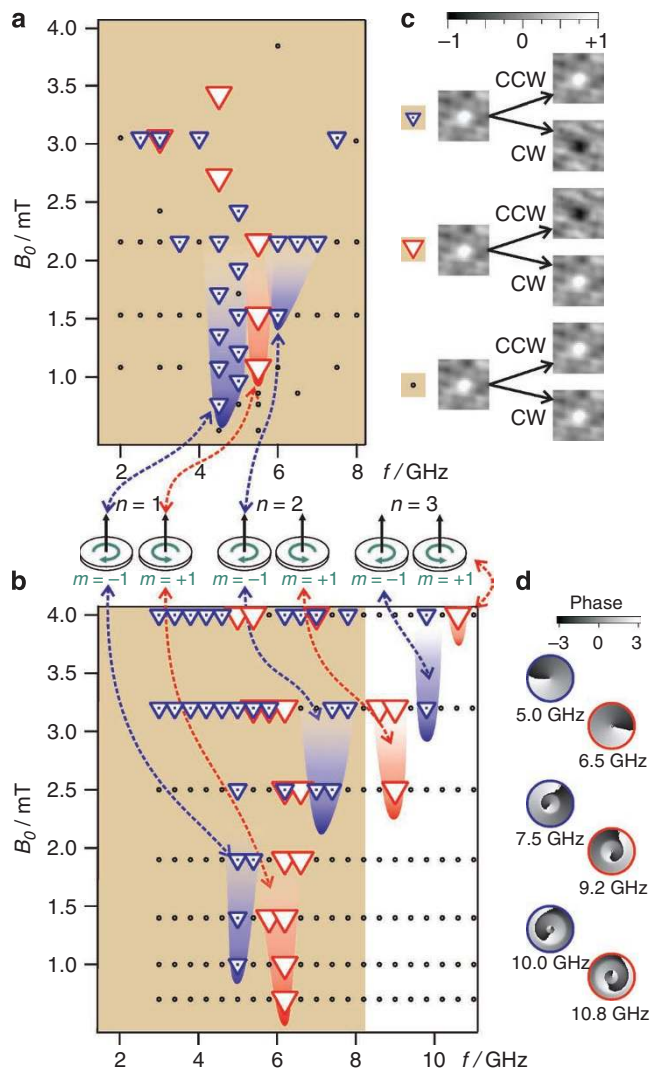 a
4.0
3.5
3.0
2.5
2.0
1.5
1.0
B0 / mT
2 4 6 8 f / GHz
c
−1 0 +1
CCW
CW
CCW
CW
CCW
CW
n = 1 n = 2 n = 3
m = −1 m = +1 m = −1 m = +1 m = −1 m = +1
b
4.0
3.5
3.0
2.5
2.0
1.5
1.0
B0 / mT
2 4 6 8 10 f / GHz
d
Phase
−3 0 3
5.0 GHz
6.5 GHz
7.5 GHz
9.2 GHz
10.0 GHz
10.8 GHz